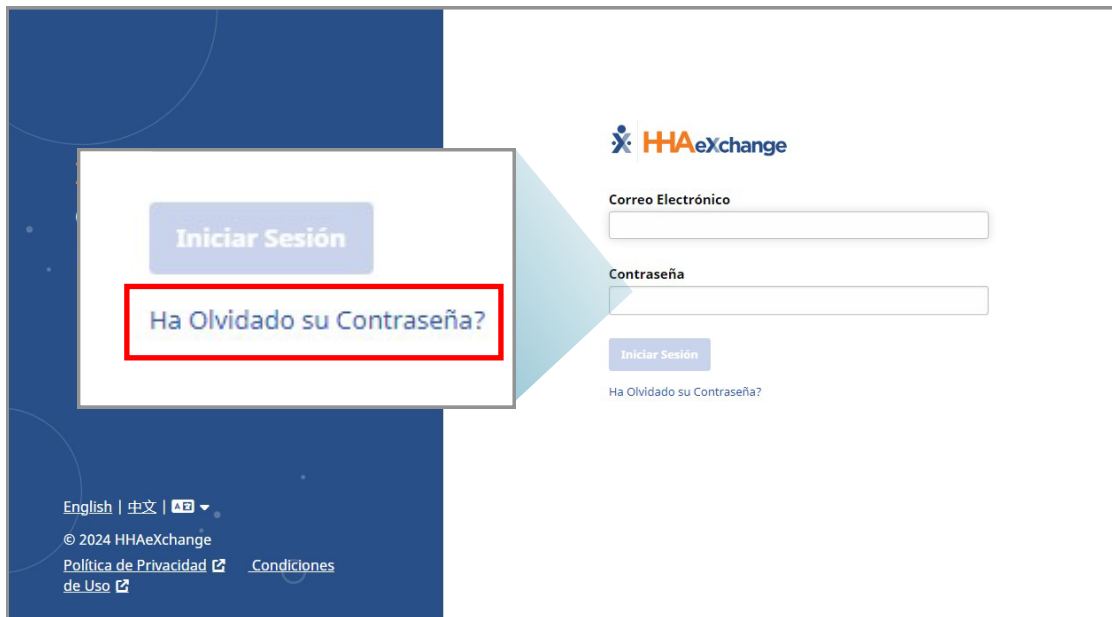 HHAeXchange
Correo Electrónico
Contraseña
Iniciar Sesión
Ha Olvidado su Contraseña?
Iniciar Sesión
Ha Olvidado su Contraseña?
English | 中文 |
© 2024 HHAeXchange
Política de Privacidad Condiciones
de Uso